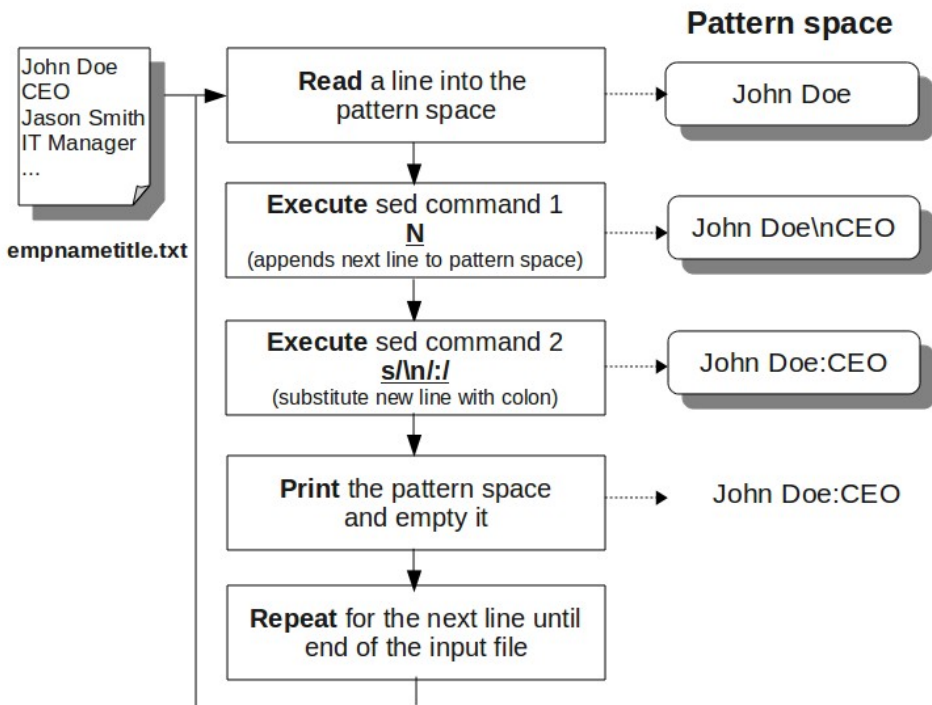 Pattern space
John Doe
CEO
Jason Smith
IT Manager
...
empnametitle.txt
Read a line into the
pattern space
John Doe
Execute sed command 1
N
(appends next line to pattern space)
John Doe\nCEO
Execute sed command 2
s/\n/:/
(substitute new line with colon)
John Doe:CEO
Print the pattern space
and empty it
John Doe:CEO
Repeat for the next line until
end of the input file